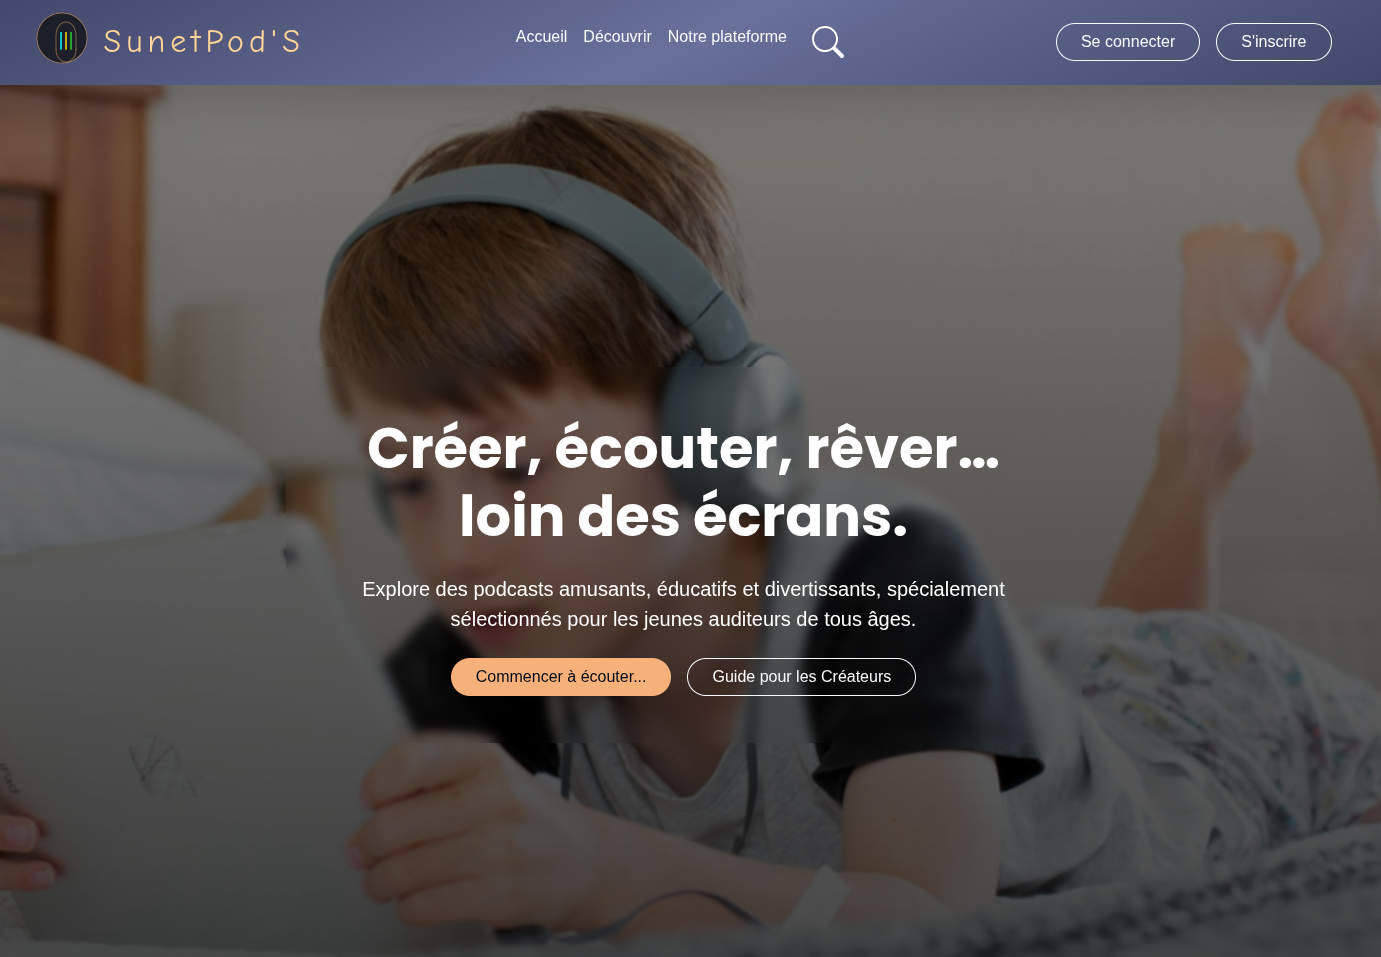 SunetPod'S
Accueil Découvrir Notre plateforme
Se connecter S'inscrire
Créer, écouter, rêver...
loin des écrans.
Explore des podcasts amusants, éducatifs et divertissants, spécialement
sélectionnés pour les jeunes auditeurs de tous âges.
Commencer à écouter... Guide pour les Créateurs
R
iPad